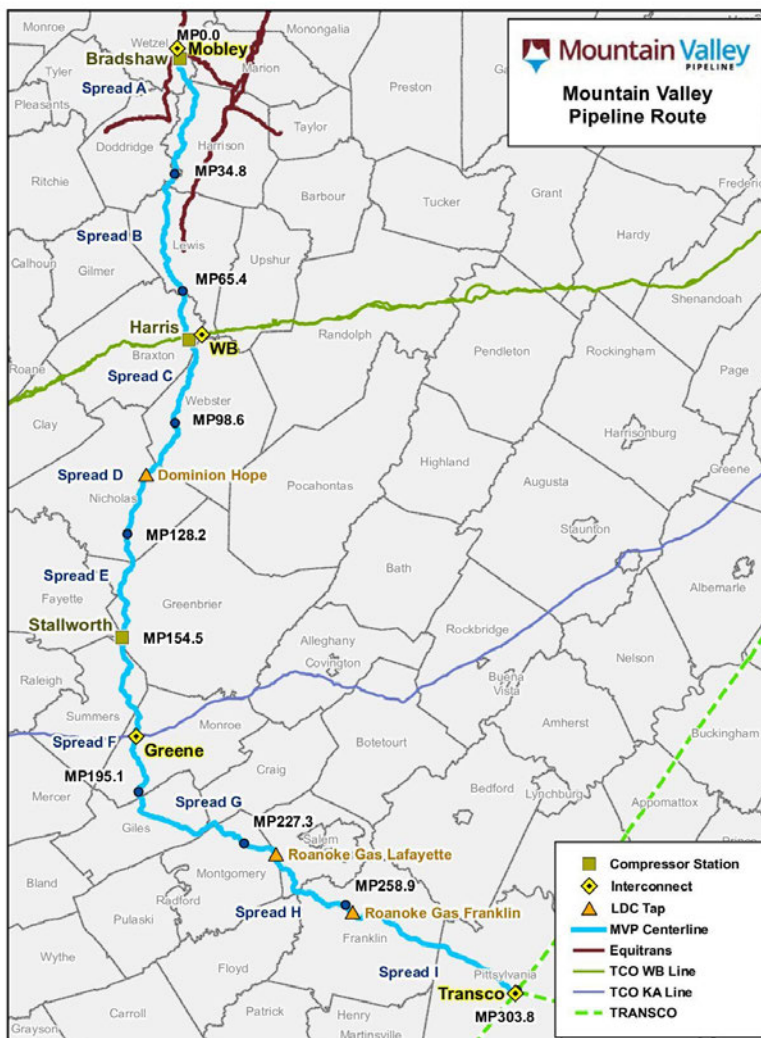 Monroe
Wetzel
MP0.0
Mobley
Monongalia
Bradshaw
Marion
Tyler
Spread A
Preston
Pleasants
Taylor
Doddridge
Harrison
Ritchie
MP34.8
Barbour
Tucker
Grant
Frederick
Hardy
Spread B
Lewis
Upshur
Calhoun
Gilmer
MP65.4
Shenandoah
Harris
WB
Randolph
Pendleton
Rockingham
Braxton
Roane
Spread C
Page
Webster
Clay
MP98.6
Harrisonburg
Highland
Greene
Spread D
Dominion Hope
Augusta
Nicholas
Pocahontas
Staunton
MP128.2
Bath
Spread E
Albemarle
Fayette
Greenbrier
Rockbridge
Stallworth
MP154.5
Alleghany
Covington
Nelson
Raleigh
Buena
Vista
Summers
Monroe
Amherst
Buckingham
Spread F
Greene
Botetourt
MP195.1
Craig
Mercer
Bedford
Lynchburg
Appomattox
Spread G
MP227.3
Giles
Salem
Roanoke Gas Lafayette
Bland
Montgomery
Radford
MP258.9
Pulaski
Spread H
Roanoke Gas Franklin
Franklin
Wythe
Floyd
Spread I
Pittsylvania
Transco
Carroll
MP303.8
Grayson
Patrick
Henry
Martinsville
Mountain Valley
PIPELINE
Mountain Valley
Pipeline Route
Compressor Station
Interconnect
LDC Tap
MVP Centerline
Equitrans
TCO WB Line
TCO KA Line
TRANSCO